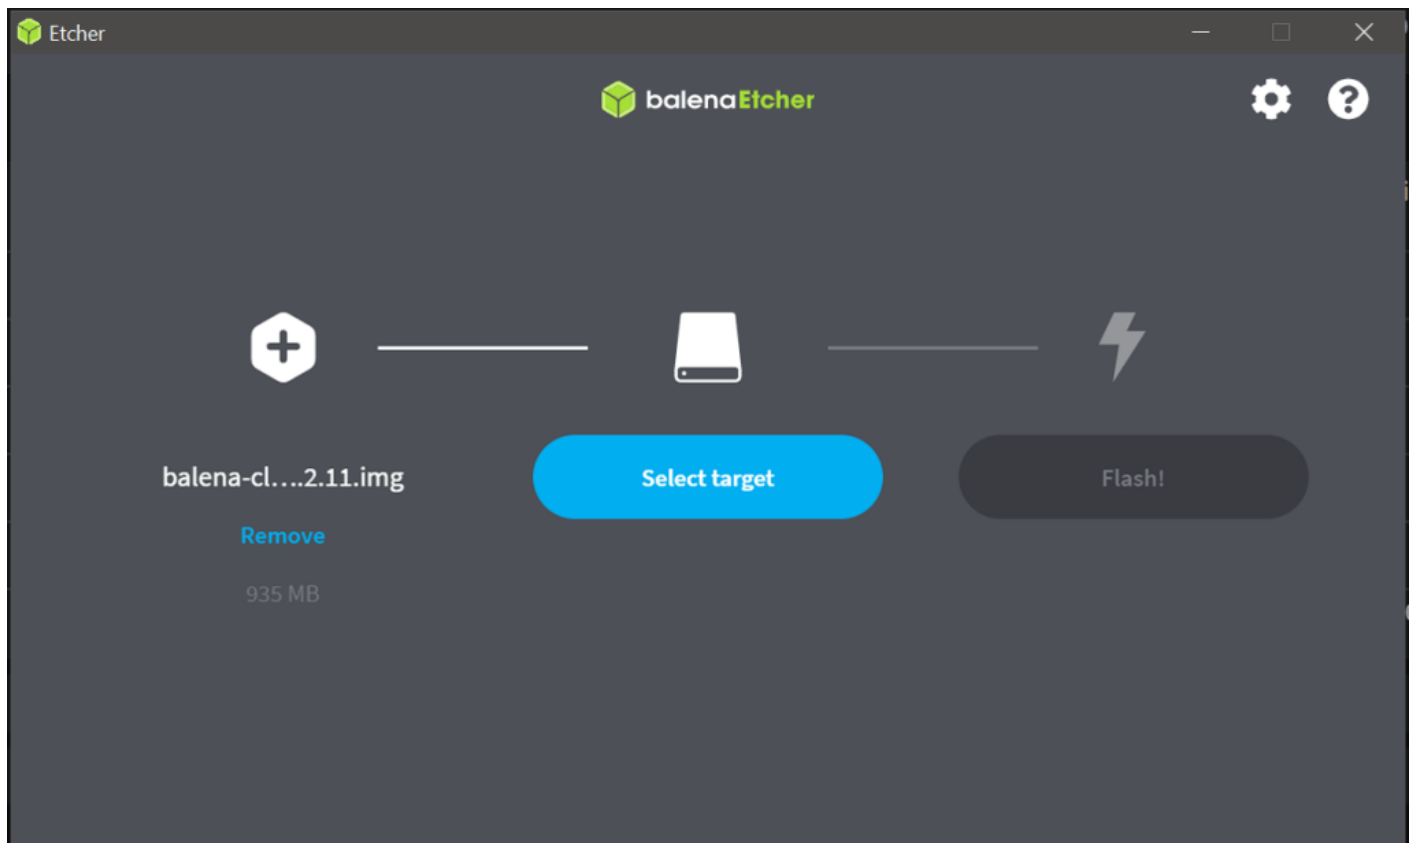 Etcher
balenaEtcher
balena-cl....2.11.img
Select target
Flash!
Remove
935 MB